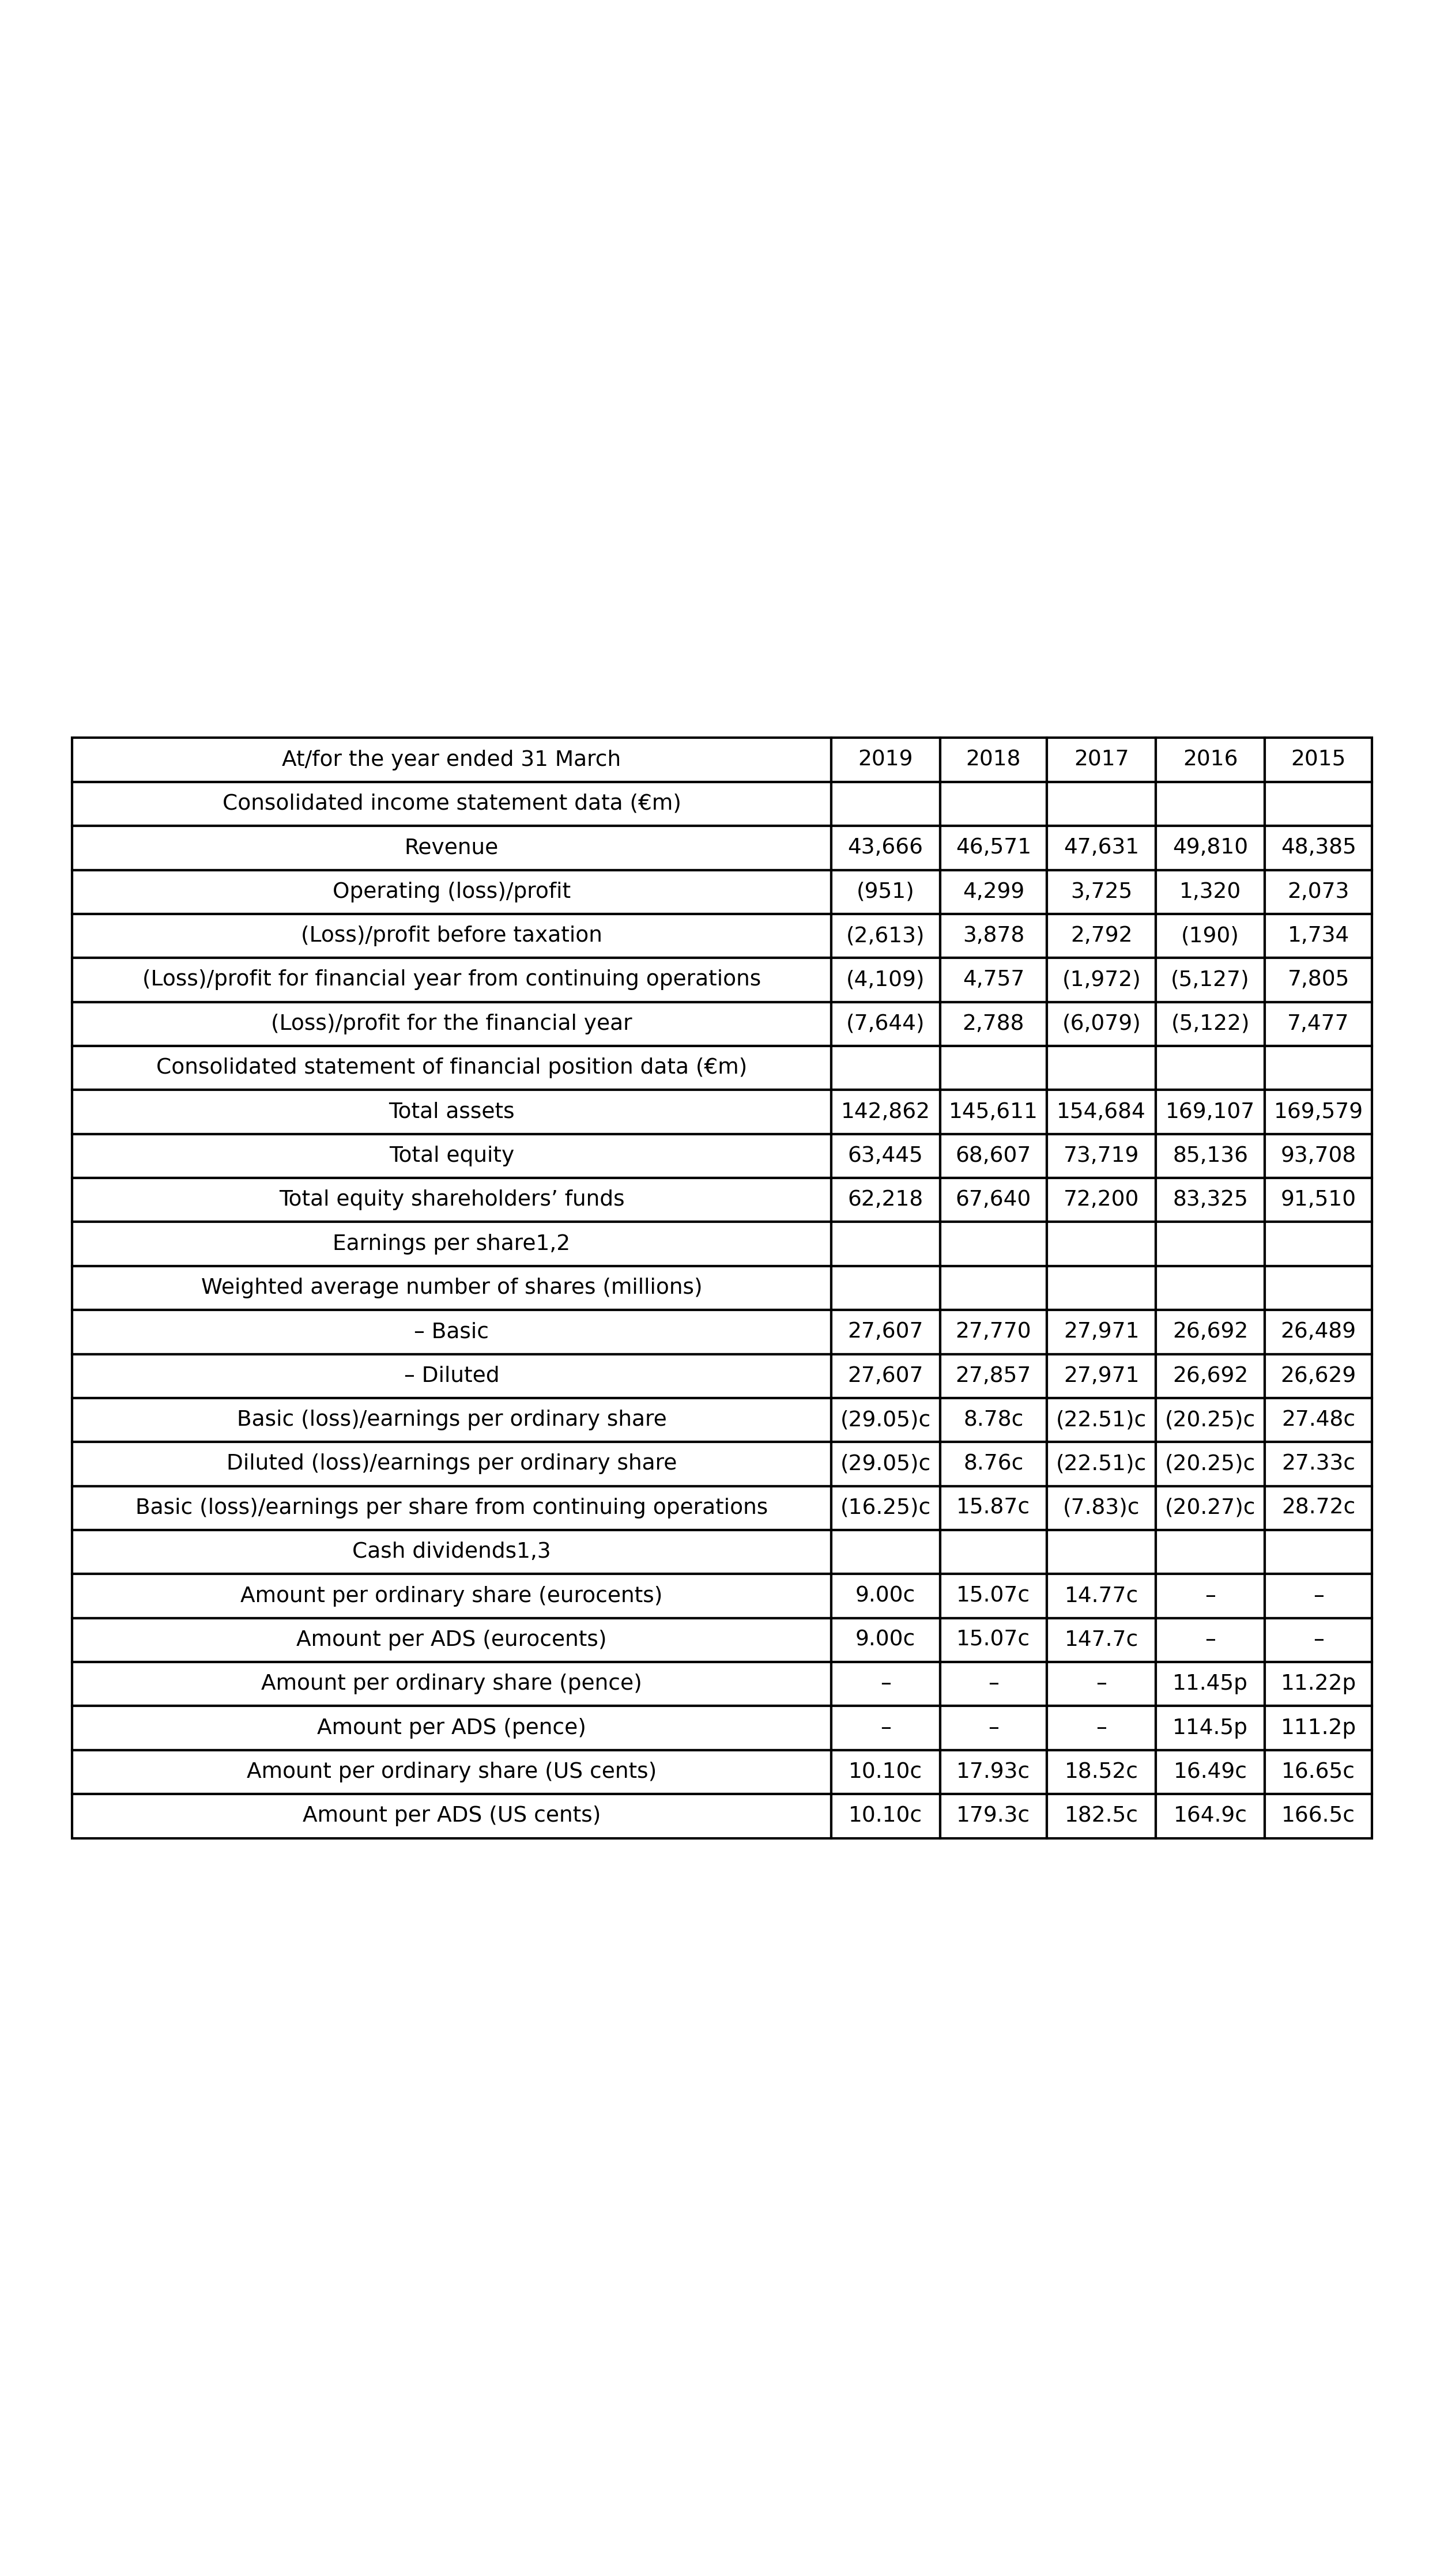 At/for the year ended 31 March 2019 2018 2017 2016 2015
Consolidated income statement data (€m)
Revenue 43,666 46,571 47,631 49,810 48,385
Operating (loss)/profit (951) 4,299 3,725 1,320 2,073
(Loss)/profit before taxation (2,613) 3,878 2,792 (190) 1,734
(Loss)/profit for financial year from continuing operations (4,109) 4,757 (1,972) (5,127) 7,805
(Loss)/profit for the financial year (7,644) 2,788 (6,079) (5,122) 7,477
Consolidated statement of financial position data (€m)
Total assets 142,862 145,611 154,684 169,107 169,579
Total equity 63,445 68,607 73,719 85,136 93,708
Total equity shareholders’ funds 62,218 67,640 72,200 83,325 91,510
Earnings per share1,2
Weighted average number of shares (millions)
– Basic 27,607 27,770 27,971 26,692 26,489
– Diluted 27,607 27,857 27,971 26,692 26,629
Basic (loss)/earnings per ordinary share (29.05)c 8.78c (22.51)c (20.25)c 27.48c
Diluted (loss)/earnings per ordinary share (29.05)c 8.76c (22.51)c (20.25)c 27.33c
Basic (loss)/earnings per share from continuing operations (16.25)c 15.87c (7.83)c (20.27)c 28.72c
Cash dividends1,3
Amount per ordinary share (eurocents) 9.00c 15.07c 14.77c – –
Amount per ADS (eurocents) 9.00c 15.07c 147.7c – –
Amount per ordinary share (pence) – – – 11.45p 11.22p
Amount per ADS (pence) – – – 114.5p 111.2p
Amount per ordinary share (US cents) 10.10c 17.93c 18.52c 16.49c 16.65c
Amount per ADS (US cents) 10.10c 179.3c 182.5c 164.9c 166.5c